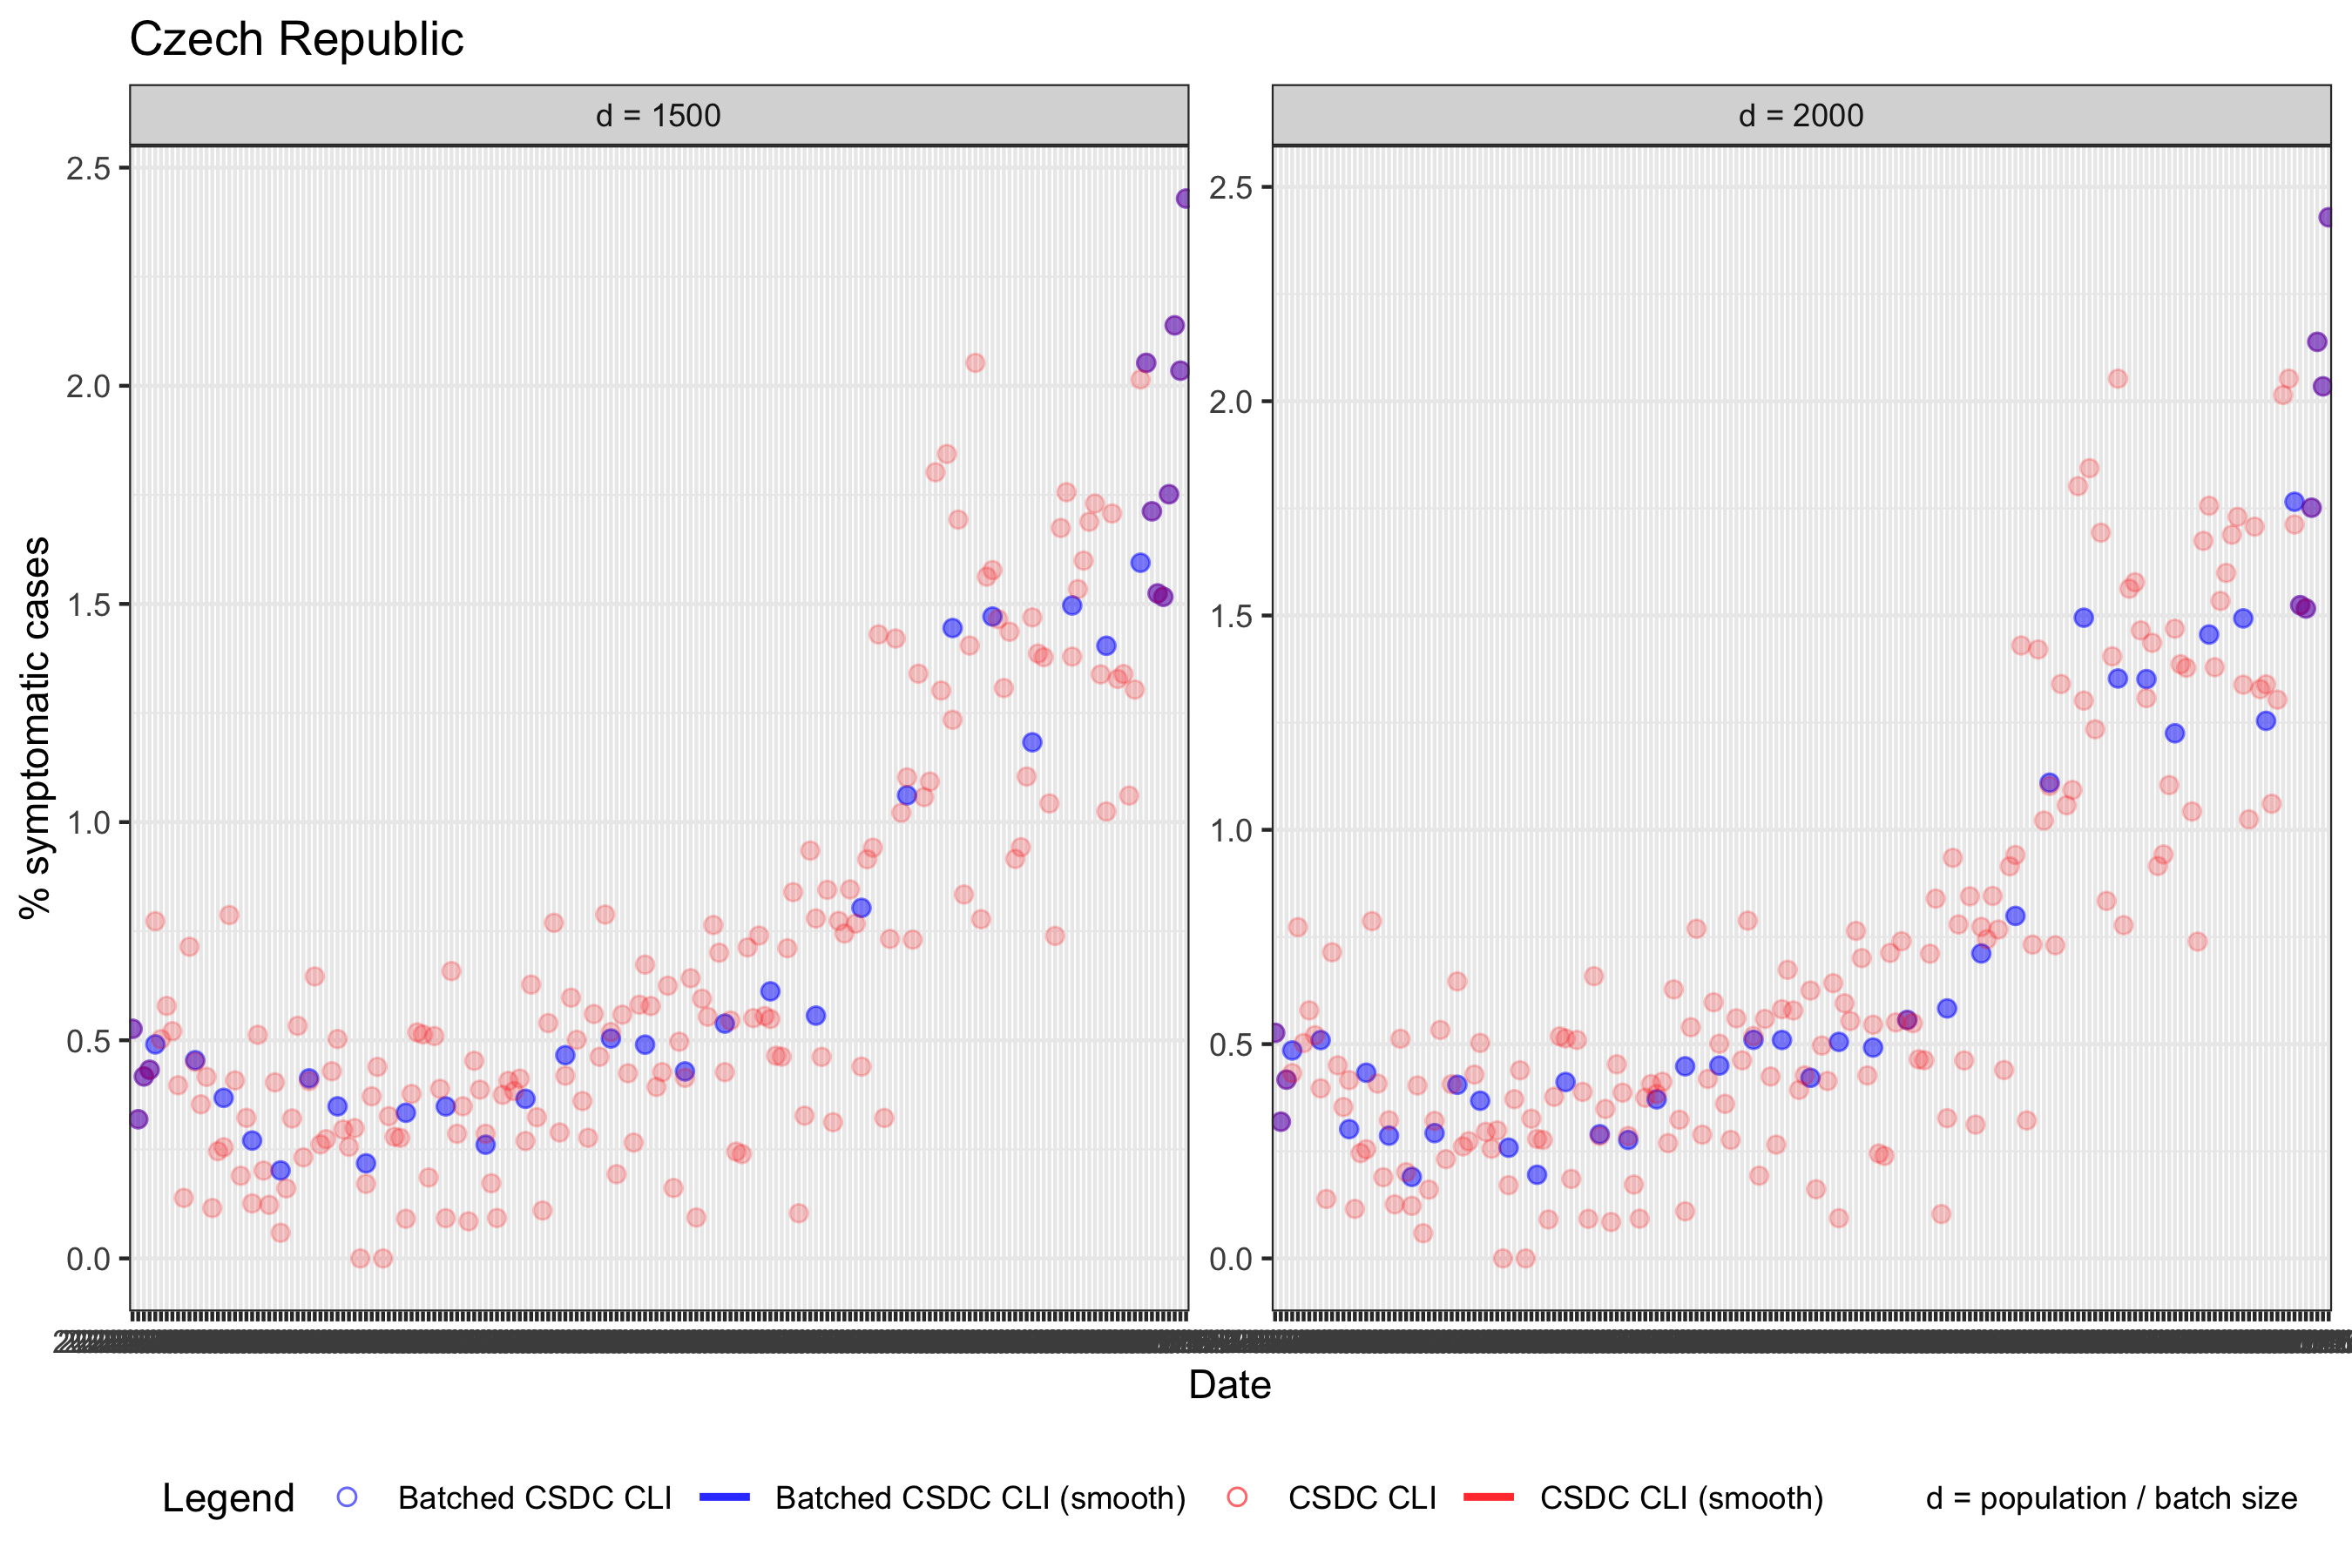 Czech Republic
d = 1500
d = 2000
2.5
2.0
1.5
1.0
0.5
0.0
2.5
2.0
1.5
1.0
0.5
0.0
% symptomatic cases
Date
Legend Batched CSDC CLI Batched CSDC CLI (smooth) CSDC CLI CSDC CLI (smooth) d = population / batch size